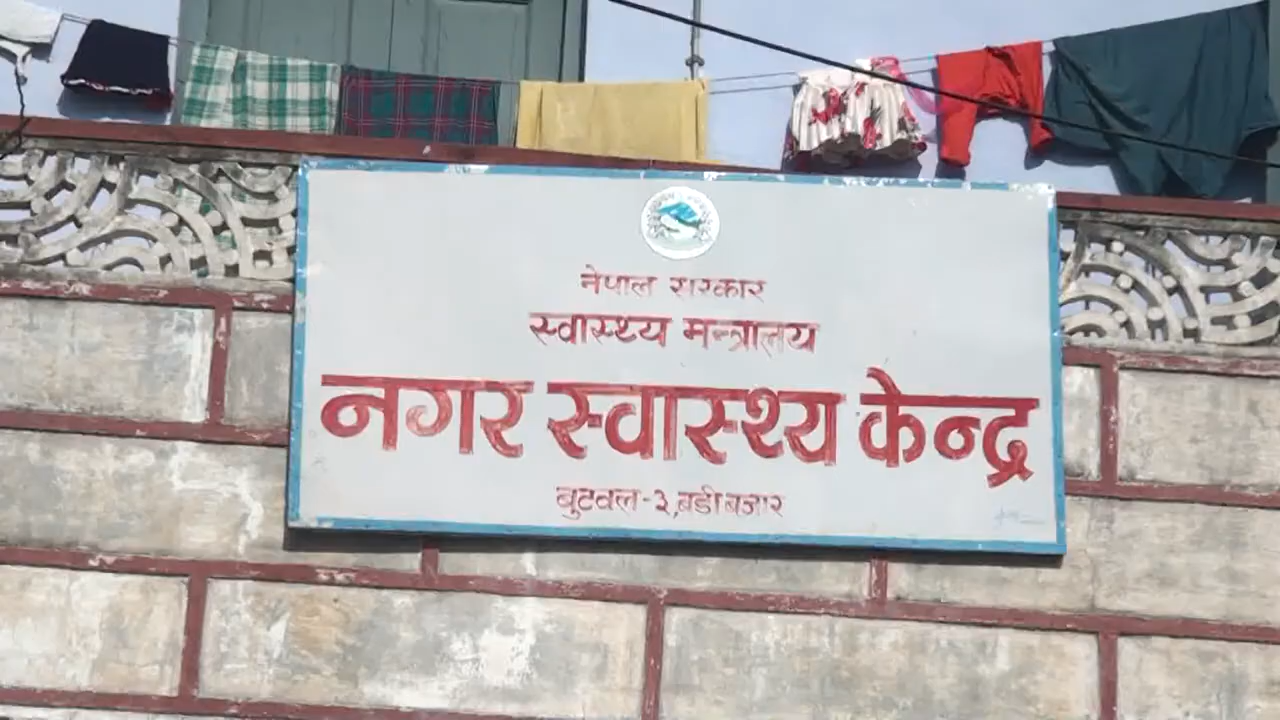 नेपाल सरकार
स्वास्थ्य मन्त्रालय
नगर स्वास्थ्य केन्द्र
बुटवल-३,बडीबजार